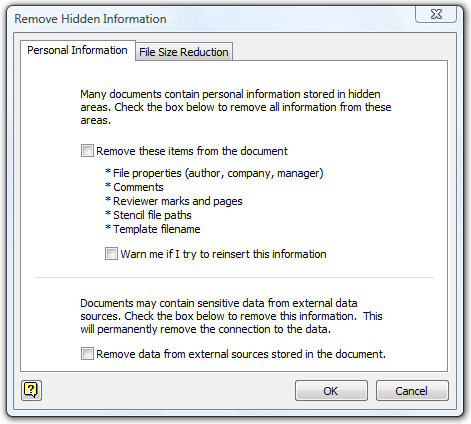 Remove Hidden Information
Personal Information
File Size Reduction
Many documents contain personal information stored in hidden
areas. Check the box below to remove all information from these
areas.
Remove these items from the document
* File properties (author, company, manager)
* Comments
* Reviewer marks and pages
* Stencil file paths
* Template filename
Warn me if I try to reinsert this information
Documents may contain sensitive data from external data
sources. Check the box below to remove this information.  This
will permanently remove the connection to the data.
Remove data from external sources stored in the document.
?
OK
Cancel